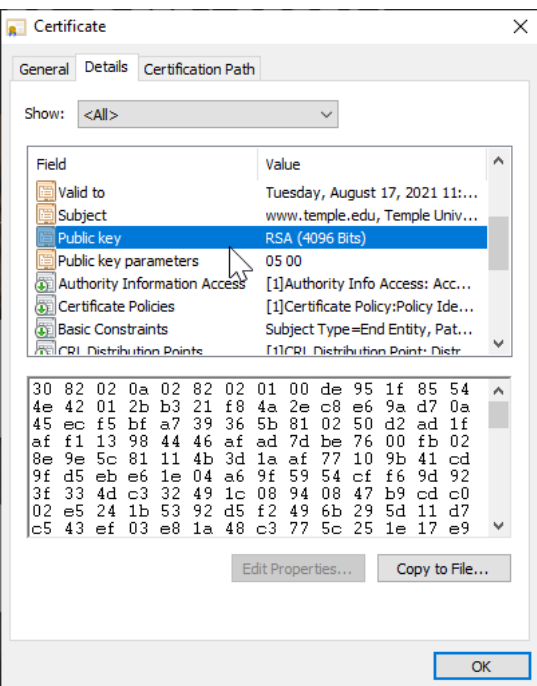 Certificate
General Details Certification Path
Show: <All>
Field Value
Valid to Tuesday, August 17, 2021 11:...
Subject www.temple.edu, Temple Univ...
Public key RSA (4096 Bits)
Public key parameters 05 00
Authority Information Access [1]Authority Info Access: Acc...
Certificate Policies [1]Certificate Policy:Policy Ide...
Basic Constraints Subject Type=End Entity, Pat...
CRL Distribution Points [1]CRL Distribution Point: Distr...
30 82 02 0a 02 82 02 01 00 de 95 1f 85 54
4e 42 01 2b b3 21 f8 4a 2e c8 e6 9a d7 0a
45 ec f5 bf a7 39 36 5b 81 02 50 d2 ad 1f
af f1 13 98 44 46 af ad 7d be 76 00 fb 02
8e 9e 5c 81 11 4b 3d 1a af 77 10 9b 41 cd
9f d5 eb e6 1e 04 a6 9f 59 54 cf f6 9d 92
3f 33 4d c3 32 49 1c 08 94 08 47 b9 cd c0
02 e5 24 1b 53 92 d5 f2 49 6b 29 5d 11 d7
c5 43 ef 03 e8 1a 48 c3 77 5c 25 1e 17 e9
Edit Properties... Copy to File...
OK